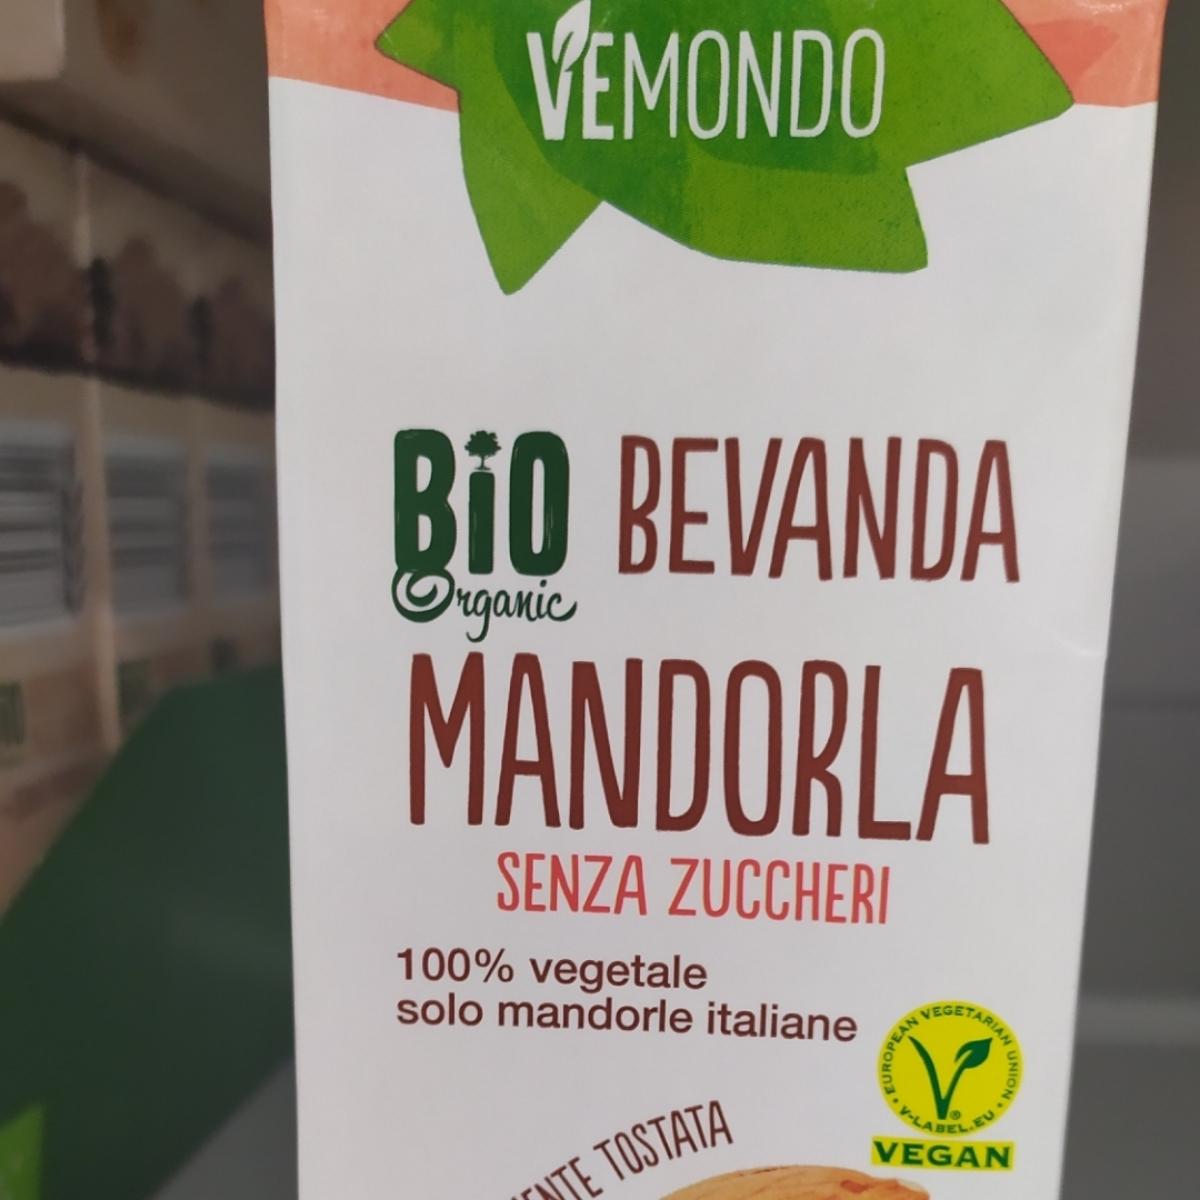 VEMONDO
BIO BEVANDA
Organic
MANDORLA
SENZA ZUCCHERI
100% vegetale
solo mandorle italiane
EUROPEAN VEGETARIAN UNION
V-LABEL.EU
VEGAN
TOSTATA